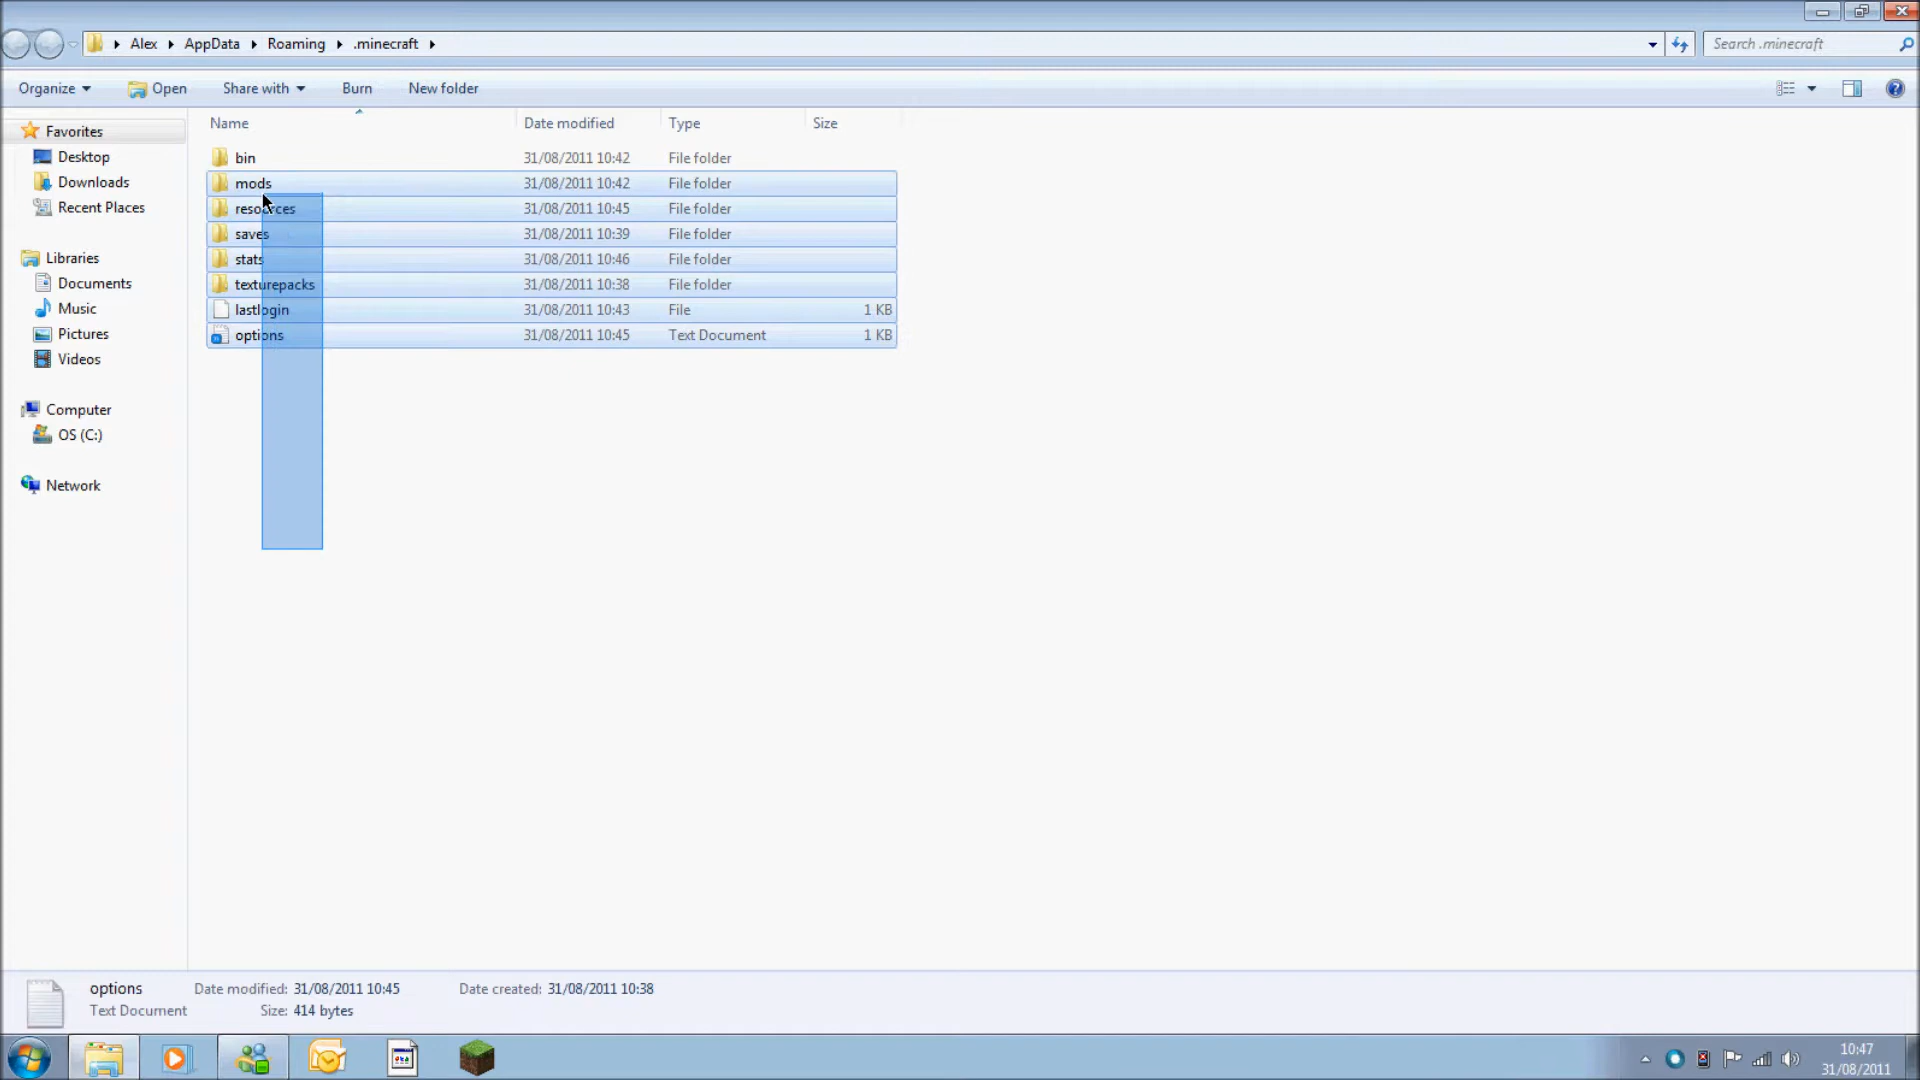 Alex AppData Roaming .minecraft
Search .minecraft
Organize Open Share with Burn New folder
Name Date modified Type Size
Favorites
Desktop
Downloads
Recent Places
Libraries
Documents
Music
Pictures
Videos
Computer
OS (C:)
Network
bin 31/08/2011 10:42 File folder
mods 31/08/2011 10:42 File folder
resources 31/08/2011 10:45 File folder
saves 31/08/2011 10:39 File folder
stats 31/08/2011 10:46 File folder
texturepacks 31/08/2011 10:38 File folder
lastlogin 31/08/2011 10:43 File 1 KB
options 31/08/2011 10:45 Text Document 1 KB
options Date modified: 31/08/2011 10:45 Date created: 31/08/2011 10:38
Text Document Size: 414 bytes
10:47
31/08/2011